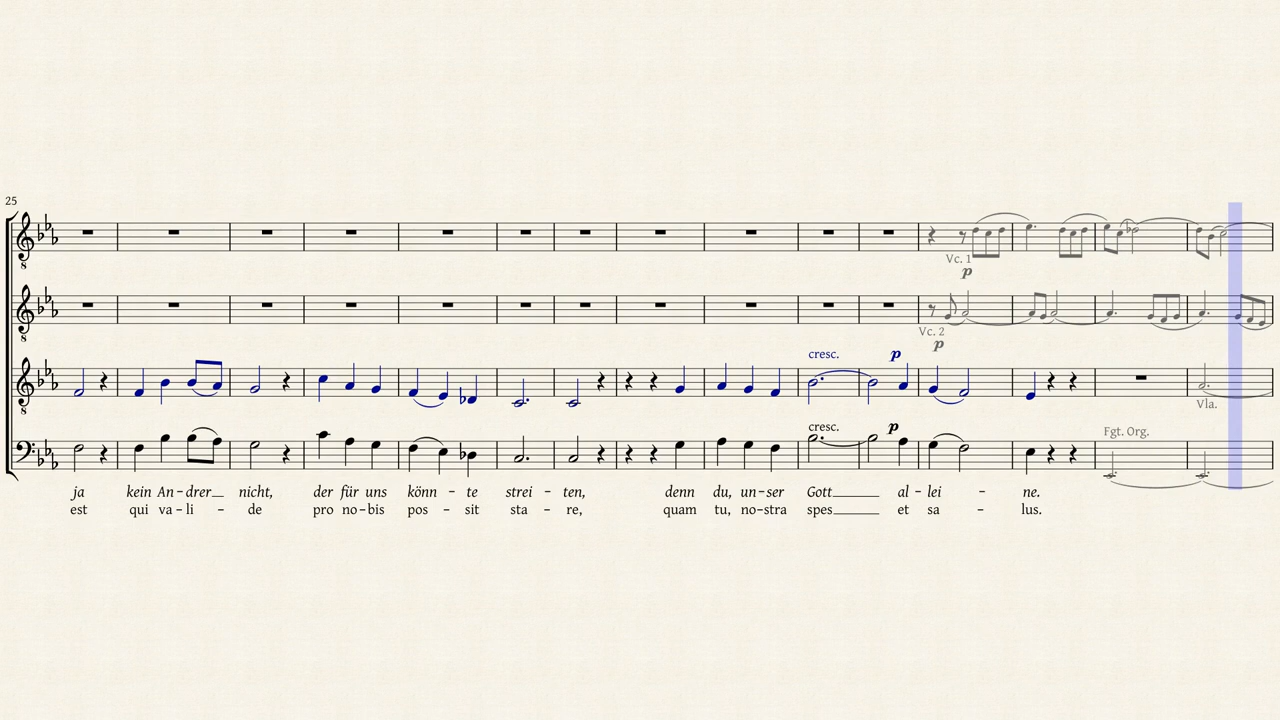 25
Vc. 1
p
Vc. 2
p
cresc. p
Vla.
cresc. p Fgt. Org.
ja kein An–drer nicht, der für uns könn – te strei – ten, denn du, un–ser Gott al–lei – ne.
est qui va–li – de pro no–bis pos – sit sta – re, quam tu, no–stra spes et sa – lus.